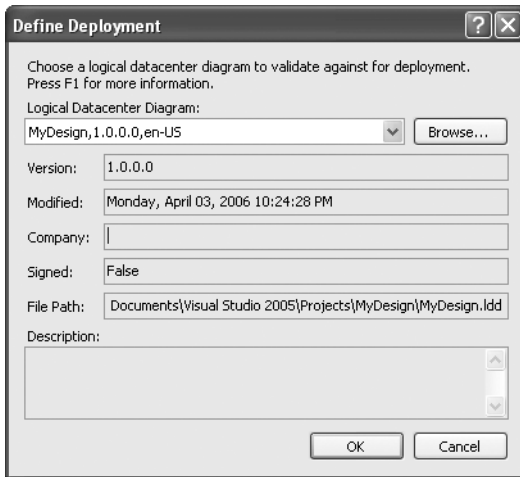 Define Deployment
Choose a logical datacenter diagram to validate against for deployment.
Press F1 for more information.
Logical Datacenter Diagram:
MyDesign,1.0.0.0,en-US
Browse...
Version: 1.0.0.0
Modified: Monday, April 03, 2006 10:24:28 PM
Company:
Signed: False
File Path: Documents\Visual Studio 2005\Projects\MyDesign\MyDesign.ldd
Description:
OK Cancel